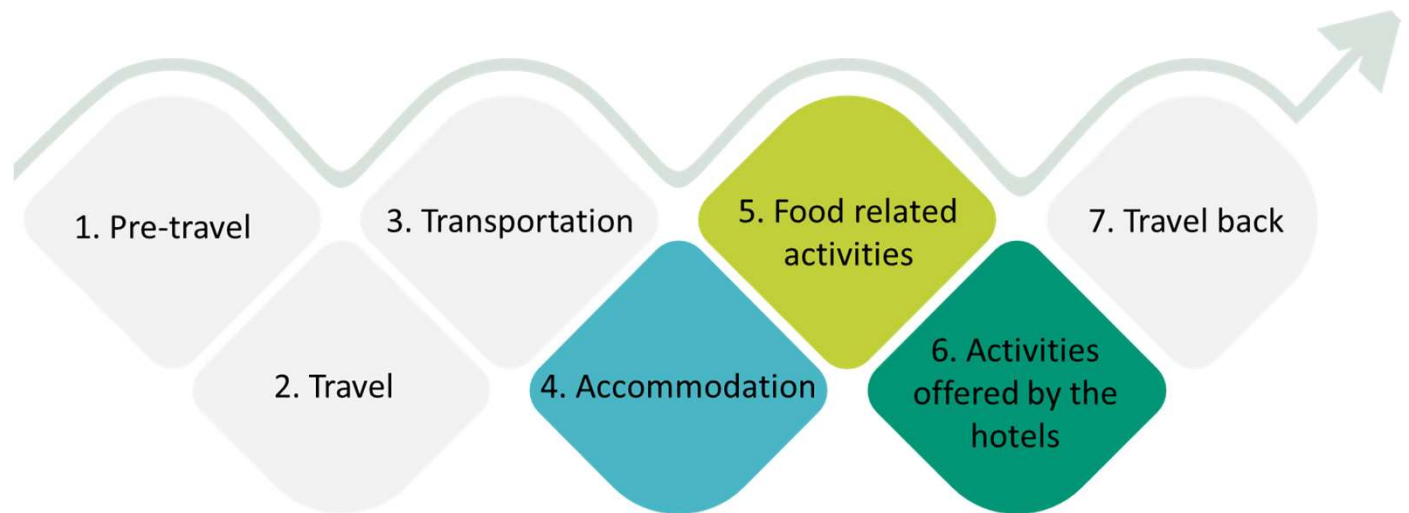 1. Pre-travel
2. Travel
3. Transportation
4. Accommodation
5. Food related
activities
6. Activities
offered by the
hotels
7. Travel back